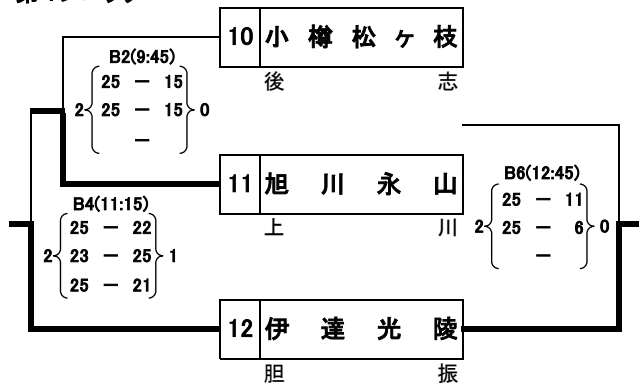 10 小樽松ヶ枝
後志
B2(9:45)
25 － 15
2 25 － 15 0
－
11 旭川永山
上川
B6(12:45)
25 － 11
2 25 － 6 0
－
B4(11:15)
25 － 22
2 23 － 25 1
25 － 21
12 伊達光陵
胆振